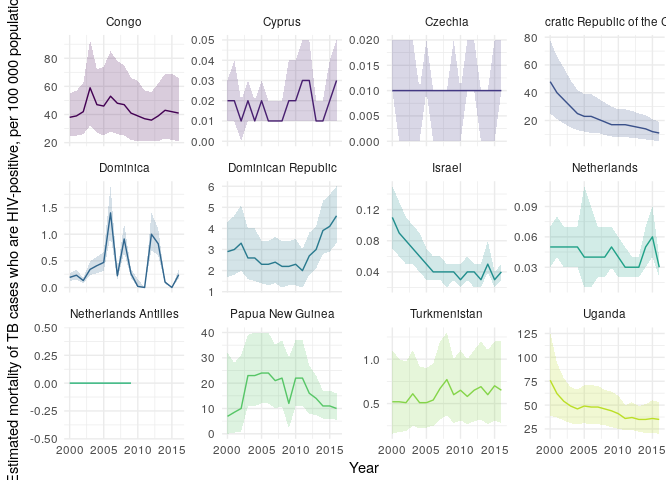 Estimated mortality of TB cases who are HIV-positive, per 100 000 populatio
Congo
Cyprus
Czechia
cratic Republic of the C
80
60
40
20
0.05
0.04
0.03
0.02
0.01
0.00
0.020
0.015
0.010
0.005
0.000
80
60
40
20
Dominica
Dominican Republic
Israel
Netherlands
1.5
1.0
0.5
0.0
6
5
4
3
2
1
0.12
0.08
0.04
0.09
0.06
0.03
Netherlands Antilles
Papua New Guinea
Turkmenistan
Uganda
0.50
0.25
0.00
-0.25
-0.50
40
30
20
10
0
1.0
0.5
125
100
75
50
25
2000 2005 2010 2015
2000 2005 2010 2015
2000 2005 2010 2015
2000 2005 2010 2015
Year